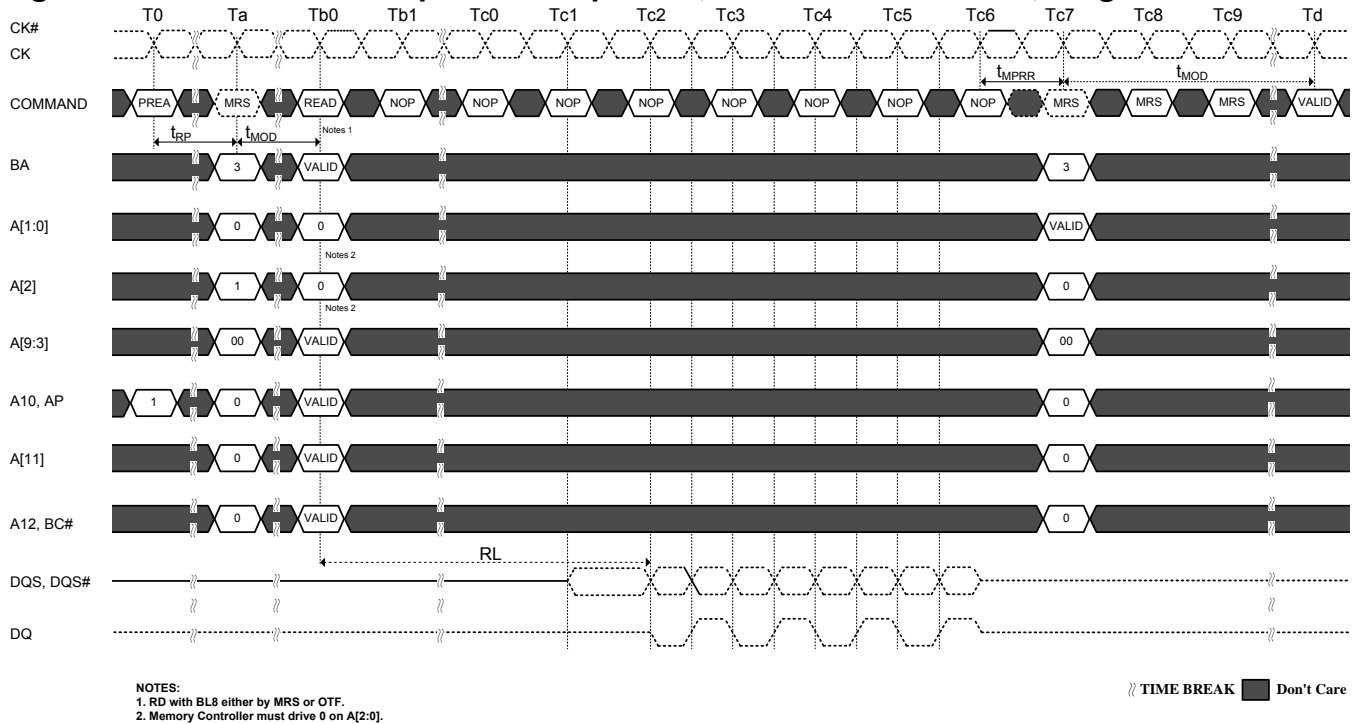 T0 Ta Tb0 Tb1 Tc0 Tc1 Tc2 Tc3 Tc4 Tc5 Tc6 Tc7 Tc8 Tc9 Td
CK#
CK
tMPRR tMOD
COMMAND PREA MRS READ NOP NOP NOP NOP NOP NOP NOP NOP MRS MRS MRS VALID
tRP tMOD Notes 1
BA 3 VALID 3
A[1:0] 0 0 VALID
Notes 2
A[2] 1 0 0
Notes 2
A[9:3] 00 VALID 00
A10, AP 1 0 VALID 0
A[11] 0 VALID 0
A12, BC# 0 VALID 0
RL
DQS, DQS#
DQ
NOTES:
1. RD with BL8 either by MRS or OTF.
2. Memory Controller must drive 0 on A[2:0].
TIME BREAK Don't Care